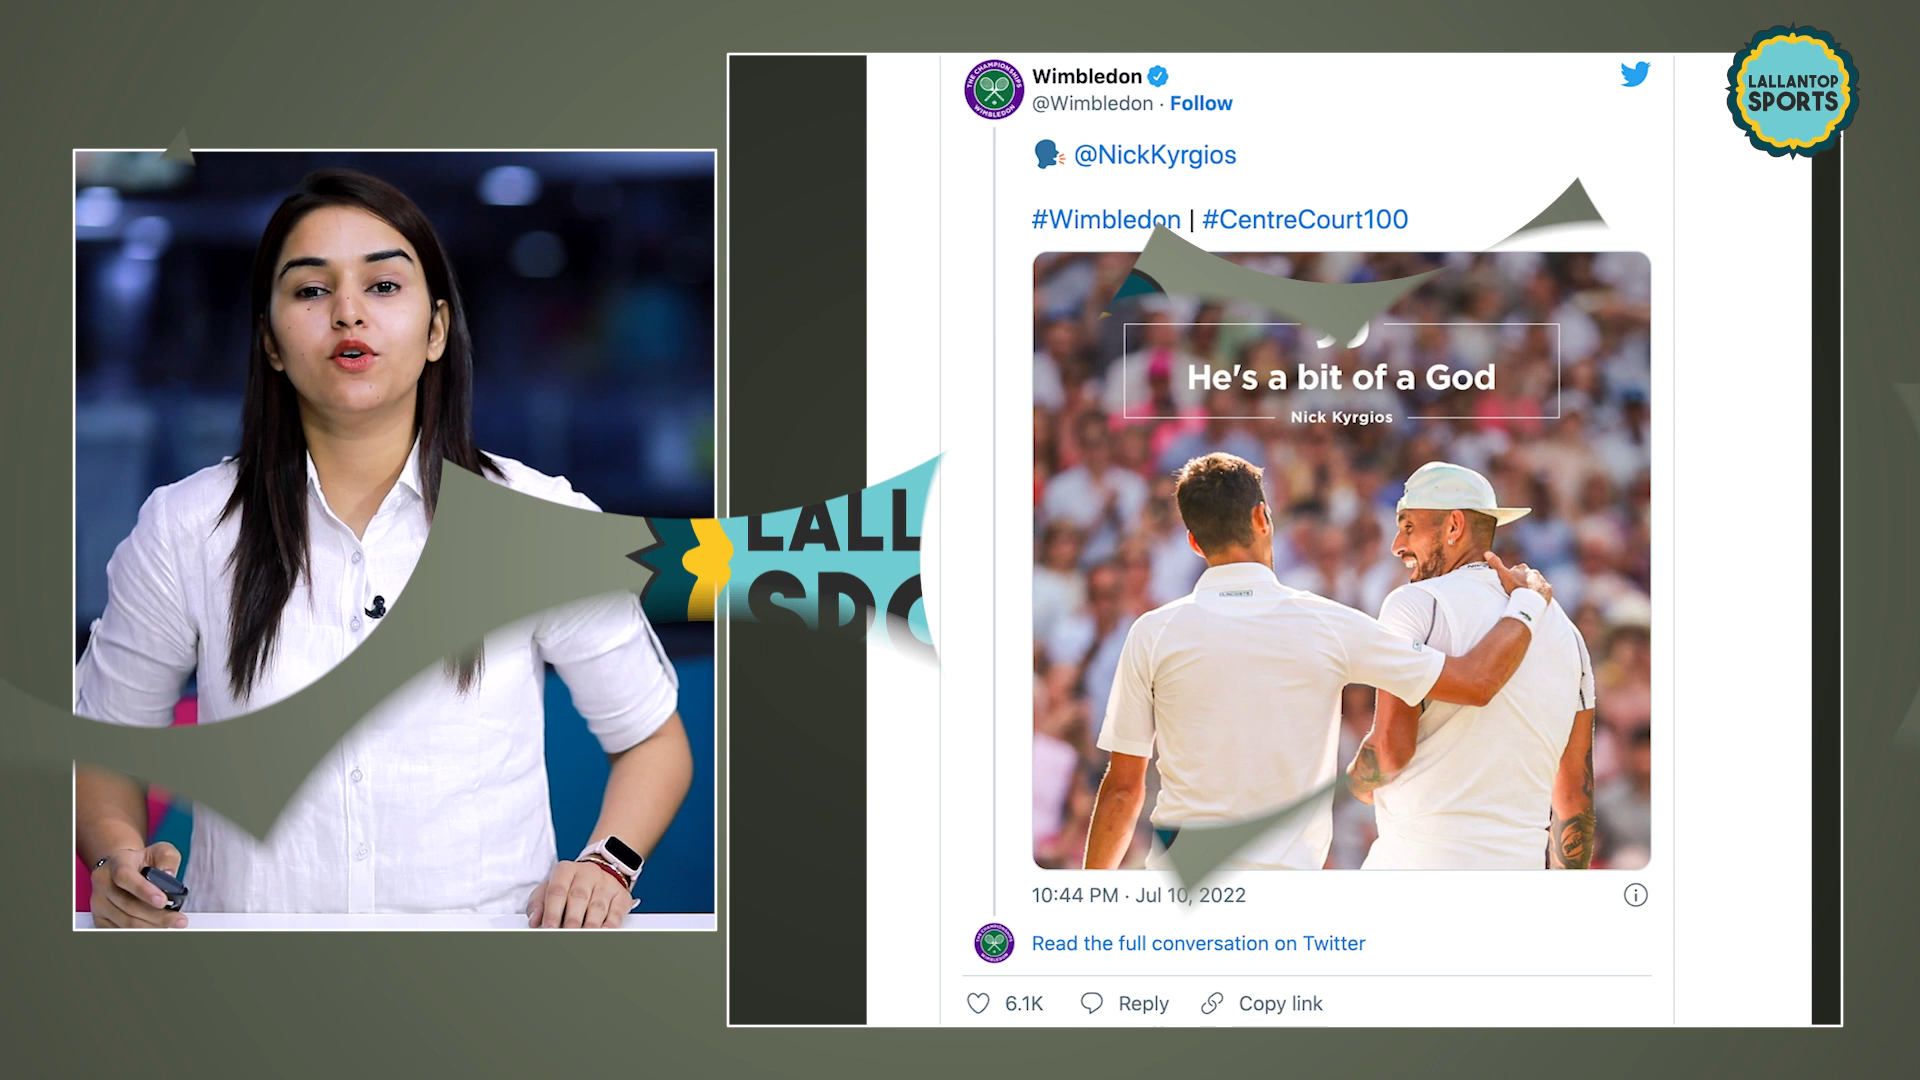 LALLANTOP
SPORTS
Wimbledon
@Wimbledon · Follow
@NickKyrgios
#Wimbledon | #CentreCourt100
He's a bit of a God
Nick Kyrgios
LALL
10:44 PM · Jul 10, 2022
Read the full conversation on Twitter
6.1K Reply Copy link